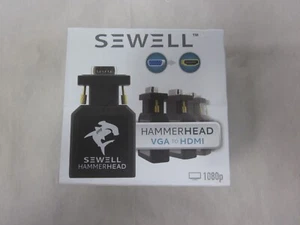 SEWELL™
HAMMERHEAD
VGA TO HDMI
SEWELL
HAMMERHEAD
1080p